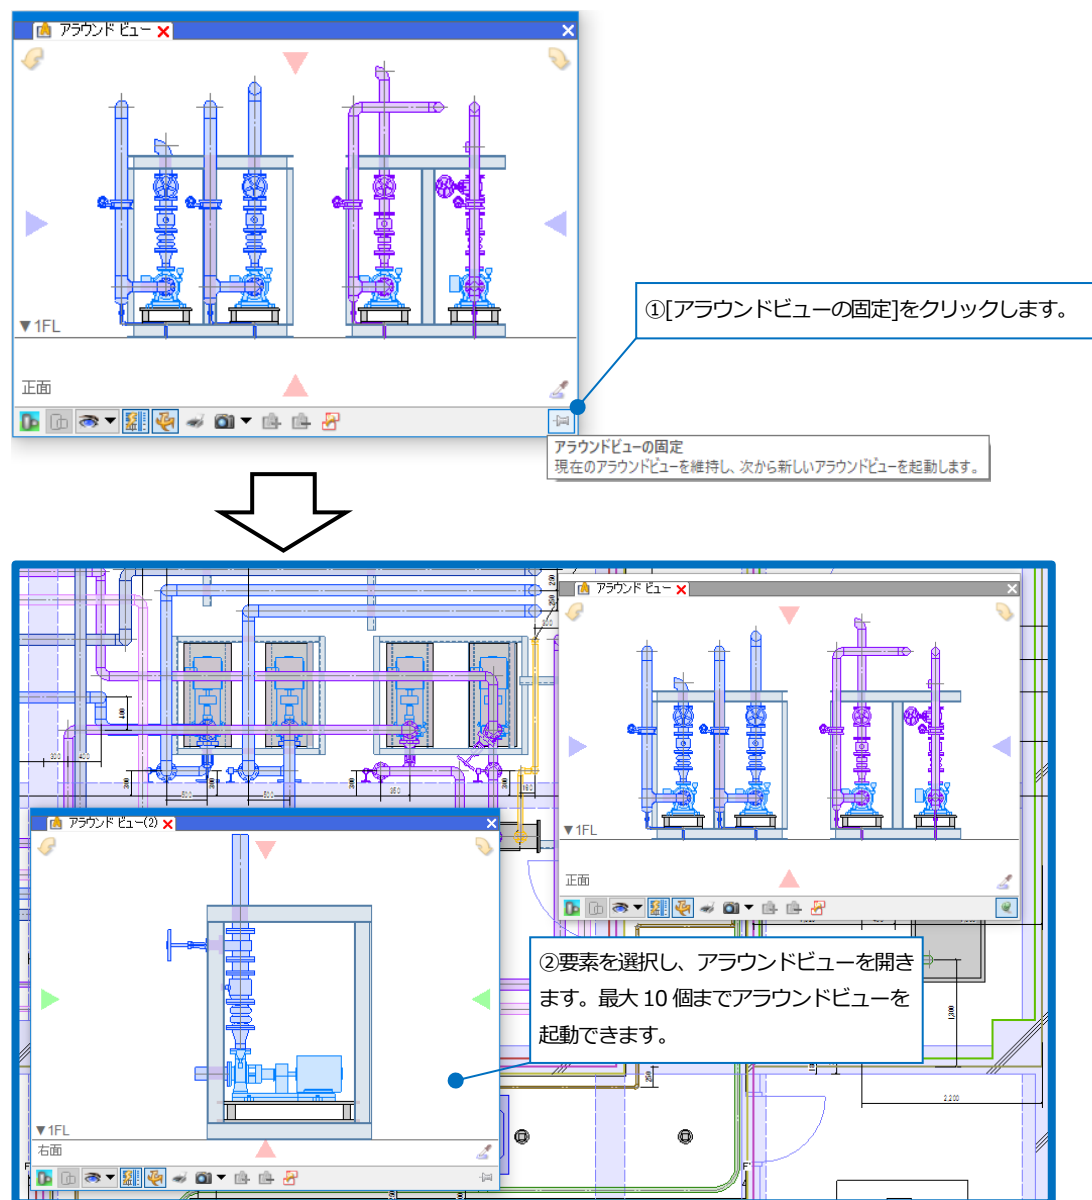 アラウンド ビュー
▼1FL
正面
①[アラウンドビューの固定]をクリックします。
アラウンドビューの固定
現在のアラウンドビューを維持し、次から新しいアラウンドビューを起動します。
アラウンド ビュー
▼1FL
正面
アラウンド ビュー(2)
▼1FL
右面
②要素を選択し、アラウンドビューを開き
ます。最大 10 個までアラウンドビューを
起動できます。
250
2,200